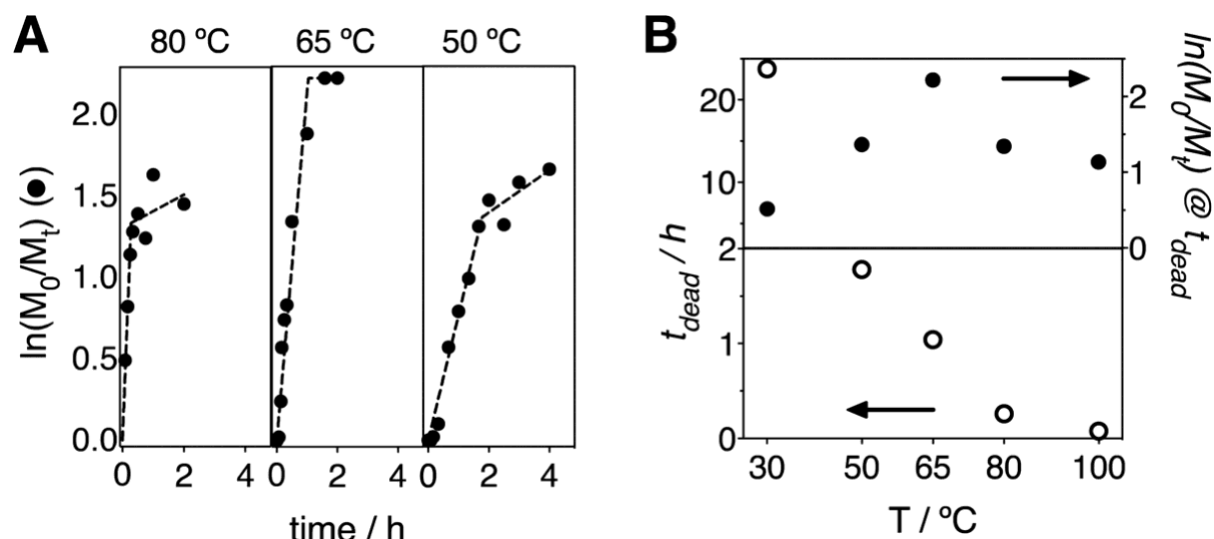 A
80 ºC
65 ºC
50 ºC
ln(M0/Mt) (●)
2.0
1.5
1.0
0.5
0.0
0
2
4
0
2
4
0
2
4
time / h
B
tdead / h
20
10
2
1
0
ln(M0/Mt) @ tdead
2
1
0
30
50
65
80
100
T / ºC